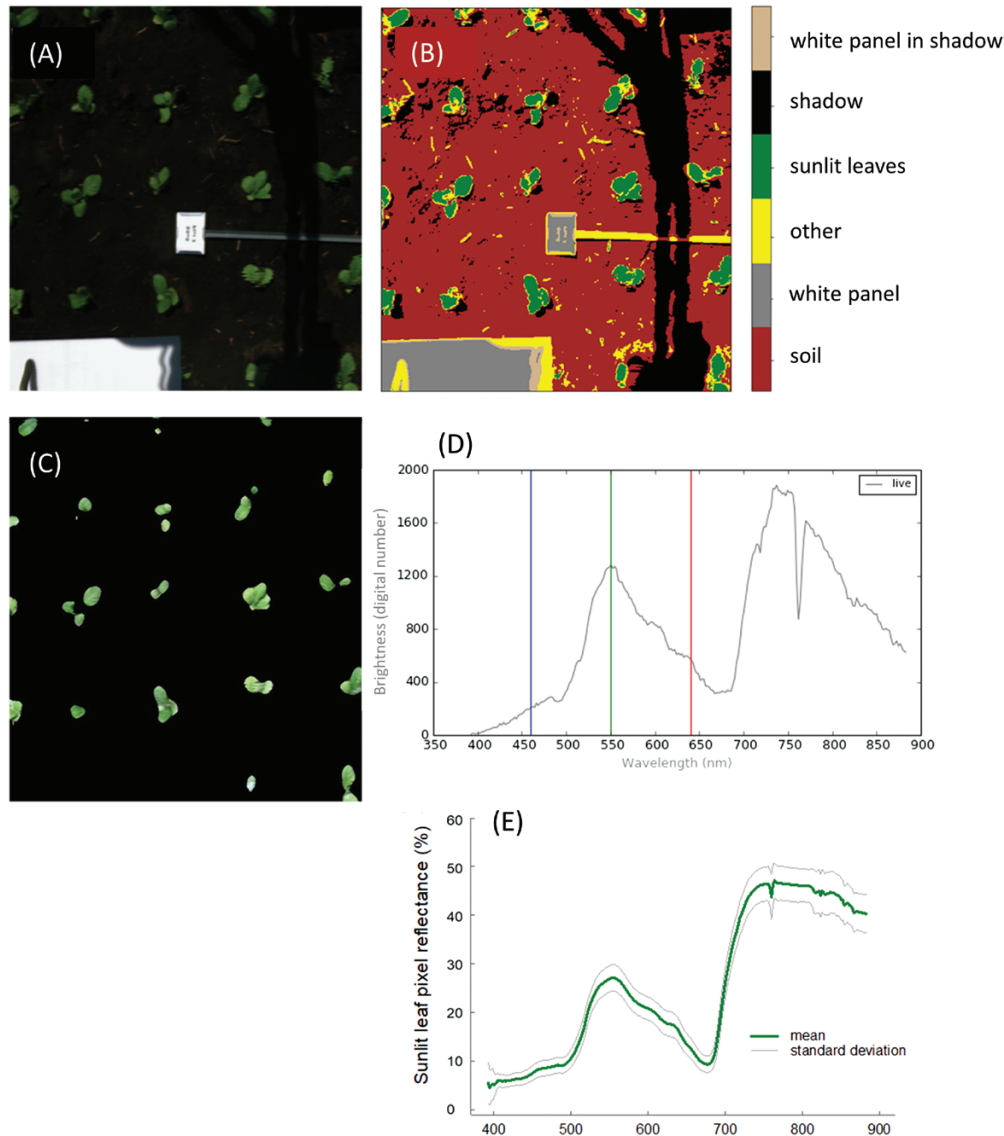 (A)
(B)
white panel in shadow
shadow
sunlit leaves
other
white panel
soil
(C)
(D)
2000
1600
1200
800
400
0
Brightness (digital number)
live
350 400 450 500 550 600 650 700 750 800 850 900
Wavelength (nm)
(E)
60
50
40
30
20
10
0
Sunlit leaf pixel reflectance (%)
mean
standard deviation
400 500 600 700 800 900